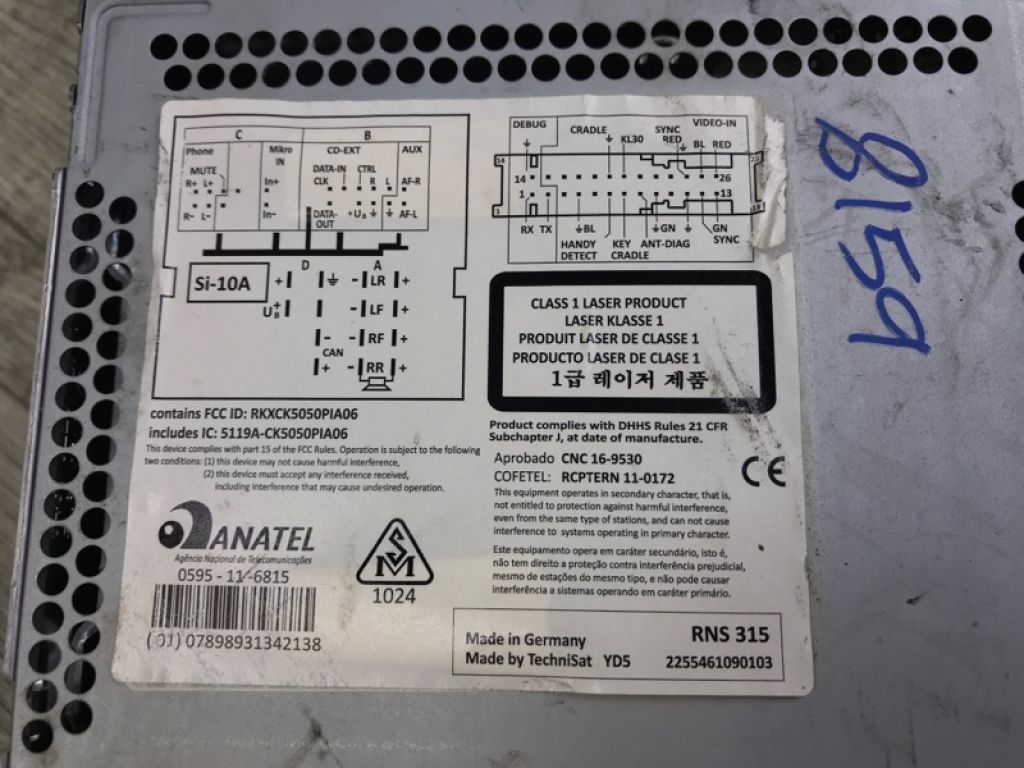 C
B
Phone
Mikro
IN
CD-EXT
AUX
MUTE
DATA-IN
CTRL
R+ L+
In+
CLK
R
L
AF-R
R- L-
In-
DATA-
OUT
+UB
AF-L
D
A
Si-10A
+
- LR +
U+B
- LF +
-
- RF +
CAN
+
- RR +
DEBUG
CRADLE
KL30
SYNC
RED
VIDEO-IN
BL RED
14
26
1
13
RX TX
BL
GN
GN
SYNC
HANDY
DETECT
KEY
CRADLE
ANT-DIAG
CLASS 1 LASER PRODUCT
LASER KLASSE 1
PRODUIT LASER DE CLASSE 1
PRODUCTO LASER DE CLASE 1
1급 레이저 제품
contains FCC ID: RKXCK5050PIA06
includes IC: 5119A-CK5050PIA06
This device complies with part 15 of the FCC Rules. Operation is subject to the following
two conditions: (1) this device may not cause harmful interference,
(2) this device must accept any interference received,
including interference that may cause undesired operation.
Product complies with DHHS Rules 21 CFR
Subchapter J, at date of manufacture.
Aprobado CNC 16-9530
COFETEL: RCPTERN 11-0172
CE
This equipment operates in secondary character, that is,
not entitled to protection against harmful interference,
even from the same type of stations, and can not cause
interference to systems operating in primary character.
Este equipamento opera em caráter secundário, isto é,
não tem direito a proteção contra interferência prejudicial,
mesmo de estações do mesmo tipo, e não pode causar
interferência a sistemas operando em caráter primário.
ANATEL
Agência Nacional de Telecomunicações
0595 - 11-6815
(01) 07898931342138
S
M
1024
Made in Germany
RNS 315
Made by TechniSat YD5
2255461090103
8159